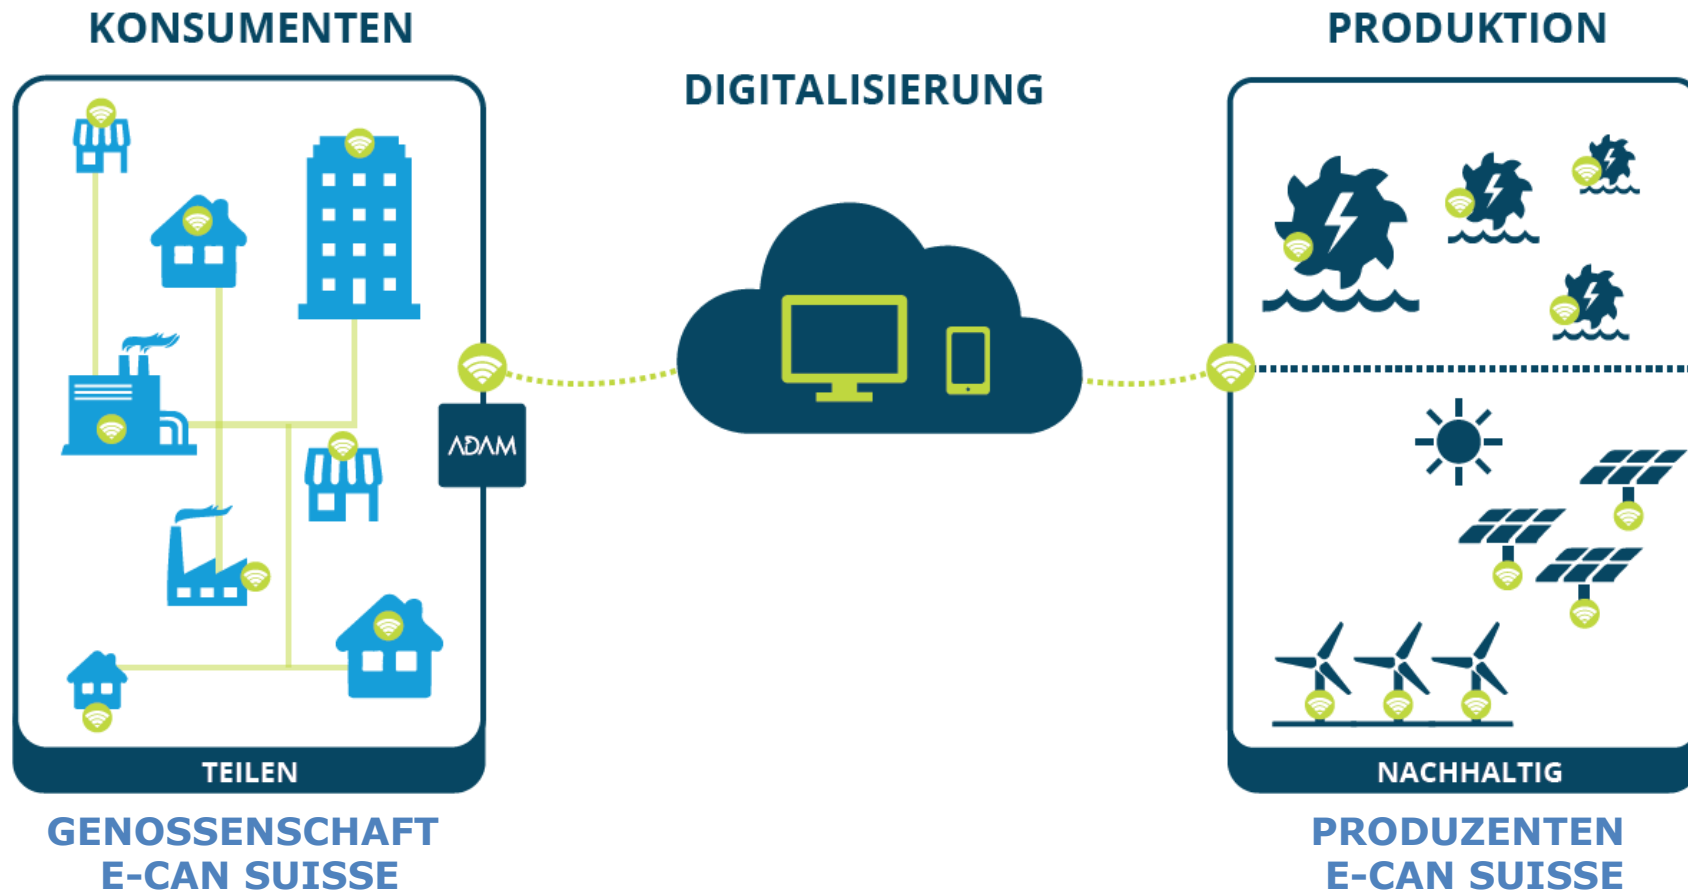 KONSUMENTEN
DIGITALISIERUNG
PRODUKTION
ADAM
TEILEN
NACHHALTIG
GENOSSENSCHAFT
E-CAN SUISSE
PRODUZENTEN
E-CAN SUISSE